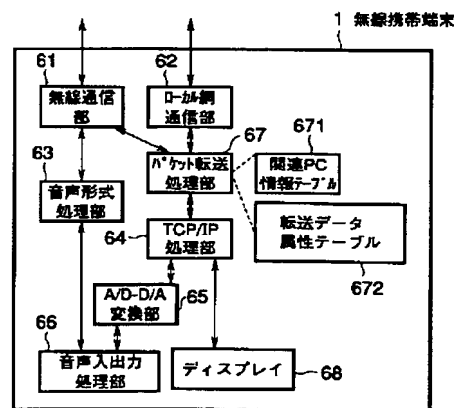 1 無線携帯端末
61
無線通信
部
62
ローカル網
通信部
67
パケット転送
処理部
671
関連PC
情報テーブル
63
音声形式
処理部
64
TCP/IP
処理部
転送データ
属性テーブル
672
A/D-D/A
変換部
65
66
音声入出力
処理部
ディスプレイ
68